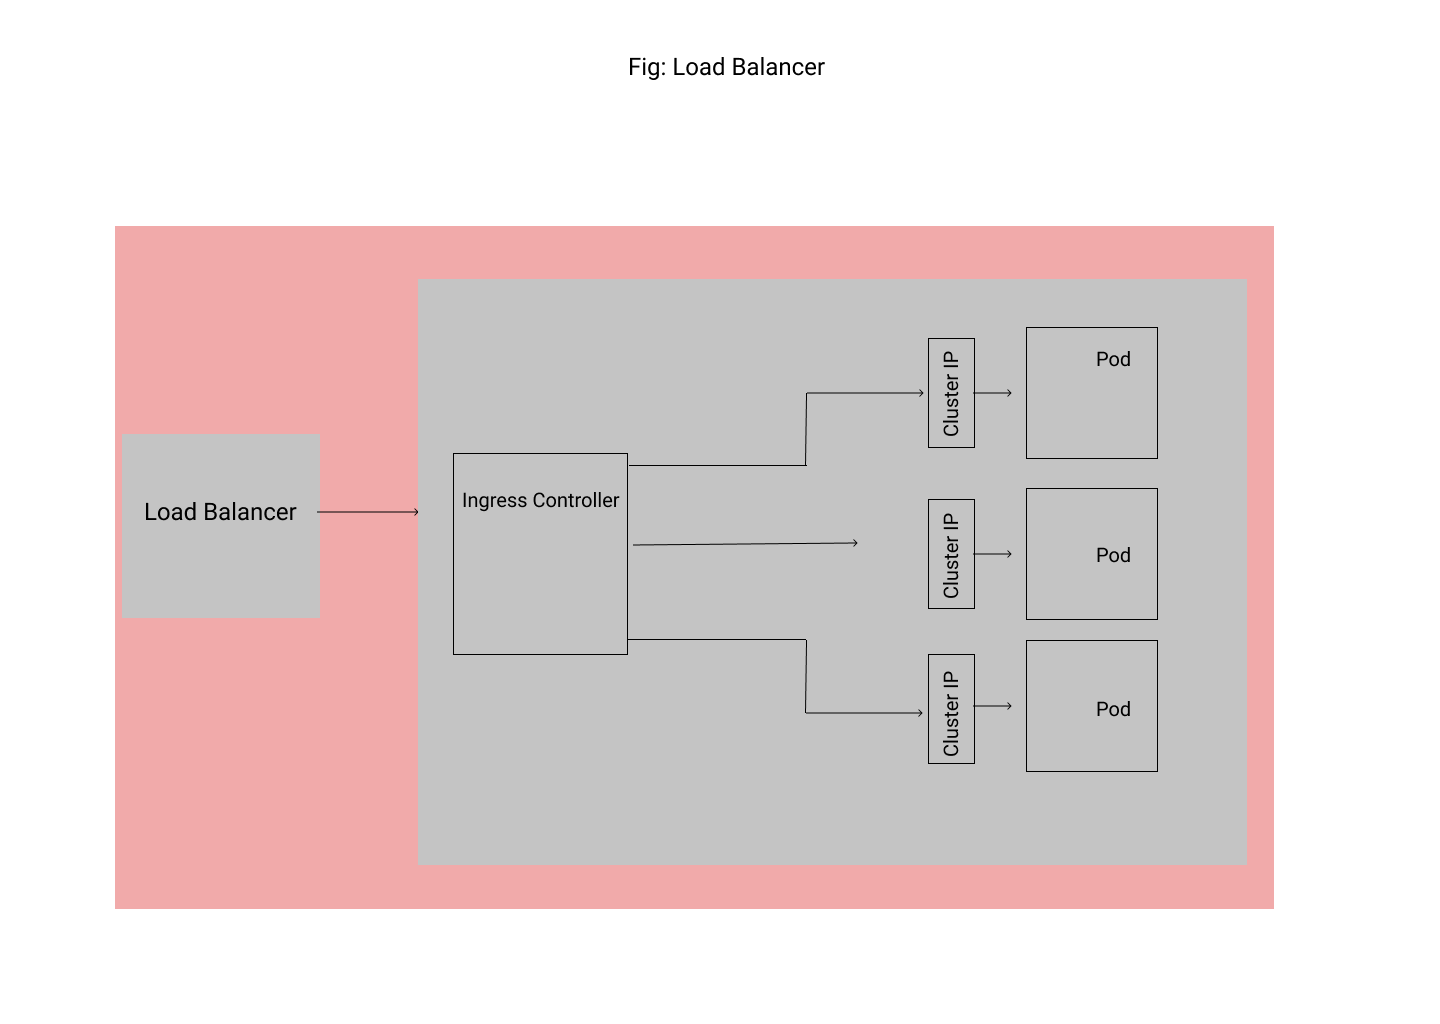 Fig: Load Balancer
Load Balancer
Ingress Controller
Cluster IP
Pod
Cluster IP
Pod
Cluster IP
Pod